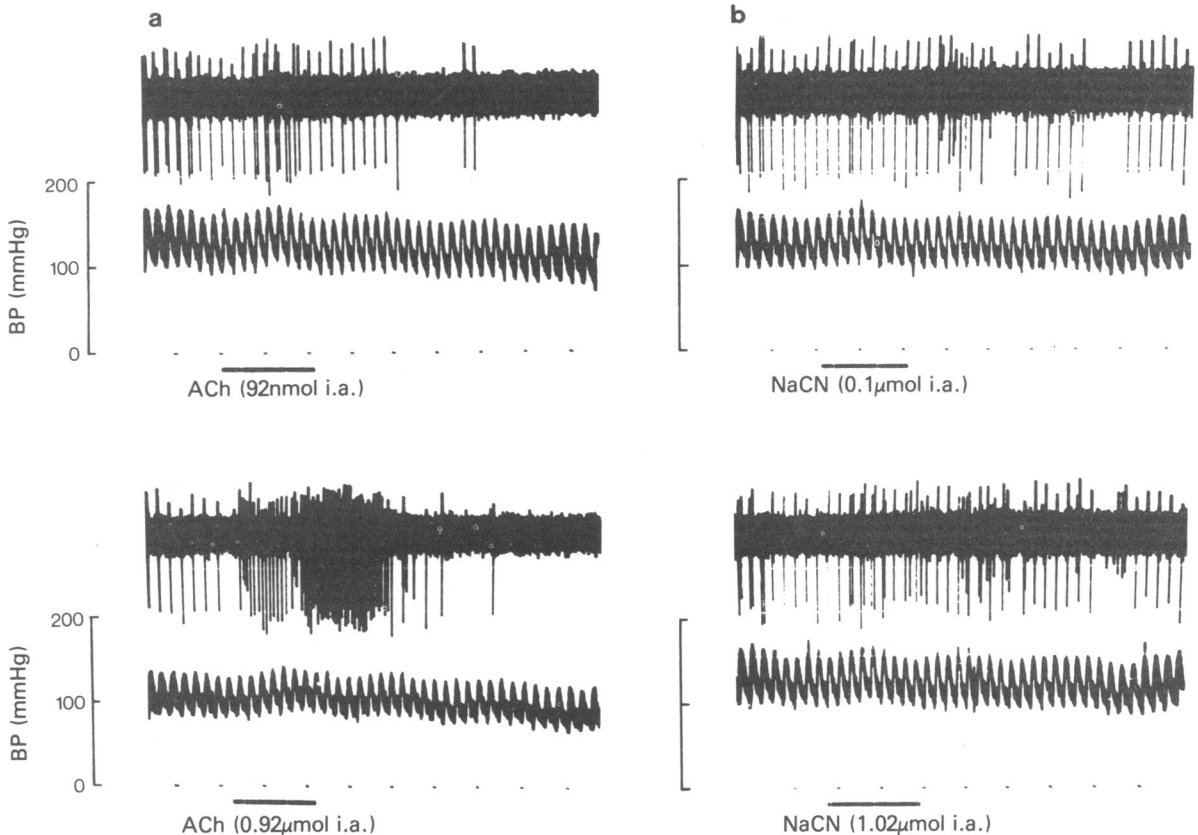 a
b
200
100
0
BP (mmHg)
ACh (92nmol i.a.)
NaCN (0.1μmol i.a.)
200
100
0
BP (mmHg)
ACh (0.92μmol i.a.)
NaCN (1.02μmol i.a.)